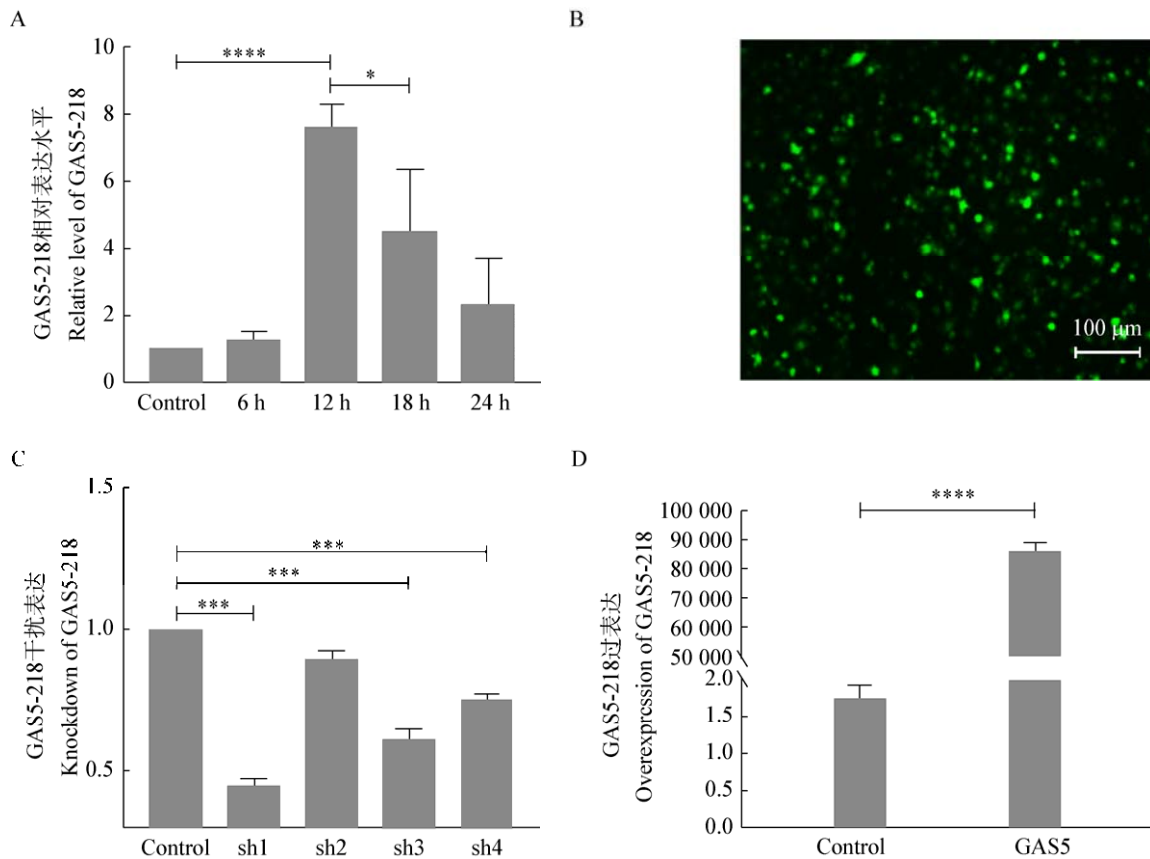 A
GAS5-218相对表达水平
Relative level of GAS5-218
10
8
6
4
2
0
****
*
Control 6 h 12 h 18 h 24 h
B
100 μm
C
GAS5-218干扰表达
Knockdown of GAS5-218
1.5
1.0
0.5
***
***
***
Control sh1 sh2 sh3 sh4
D
GAS5-218过表达
Overexprcssion of GAS5-218
100 000
90 000
80 000
70 000
60 000
50 000
2.0
1.5
1.0
0.5
0.0
****
Control GAS5